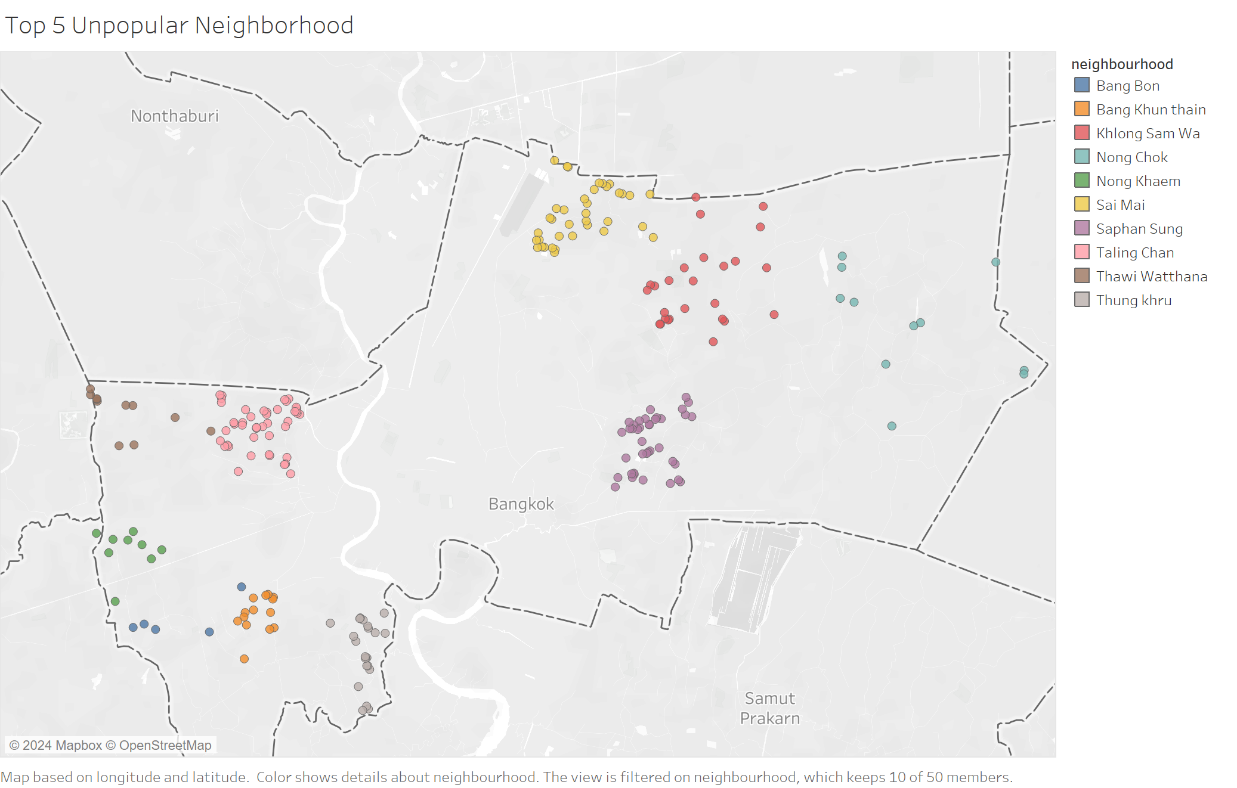 Top 5 Unpopular Neighborhood
neighbourhood
Bang Bon
Bang Khun thain
Khlong Sam Wa
Nong Chok
Nong Khaem
Sai Mai
Saphan Sung
Taling Chan
Thawi Watthana
Thung khru
Nonthaburi
Bangkok
Samut
Prakarn
© 2024 Mapbox © OpenStreetMap
Map based on longitude and latitude. Color shows details about neighbourhood. The view is filtered on neighbourhood, which keeps 10 of 50 members.